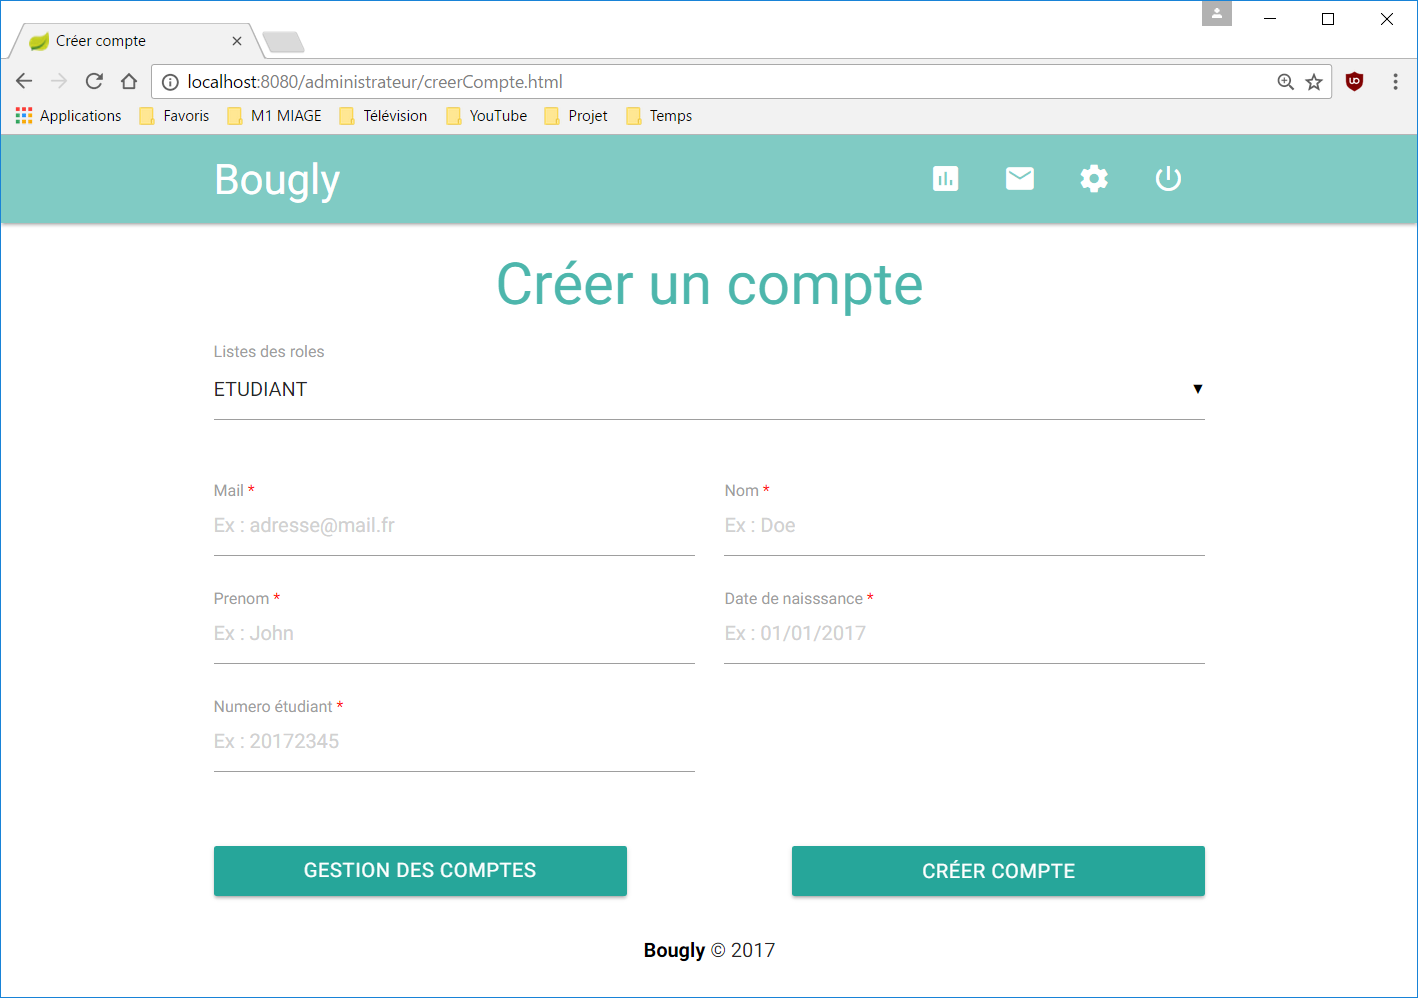 Créer compte
localhost:8080/administrateur/creerCompte.html
Applications Favoris M1 MIAGE Télévision YouTube Projet Temps
Bougly
Créer un compte
Listes des roles
ETUDIANT
Mail * Nom *
Ex : adresse@mail.fr Ex : Doe
Prenom * Date de naisssance *
Ex : John Ex : 01/01/2017
Numero étudiant *
Ex : 20172345
GESTION DES COMPTES CRÉER COMPTE
Bougly © 2017